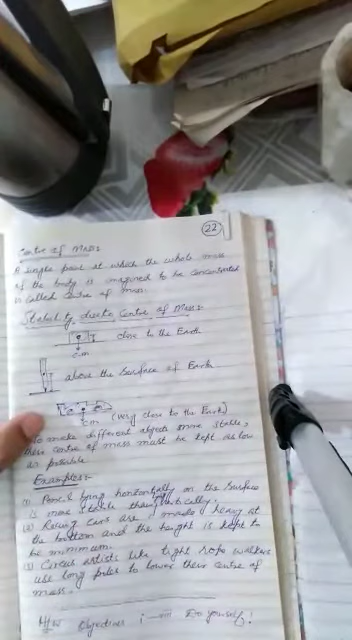 22
Centre of Mass
A single point at which the whole mass
of the body is imagined to be concentrated
is called Centre of mass.
Stability due to Centre of Mass:
close to the Earth
c.m
above the surface of Earth
(very close to the Earth)
cm
To make different objects more stable,
their centre of mass must be kept as low
as possible.
Examples:
(1) Pencil lying horizontally on the surface
is more stable than vertically.
(2) Racing cars are made heavy at
the bottom and the height is kept to
be minimum.
(3) Circus artists like tight rope walkers
use long poles to lower their centre of
mass.
H/W Objectives Do yourself!